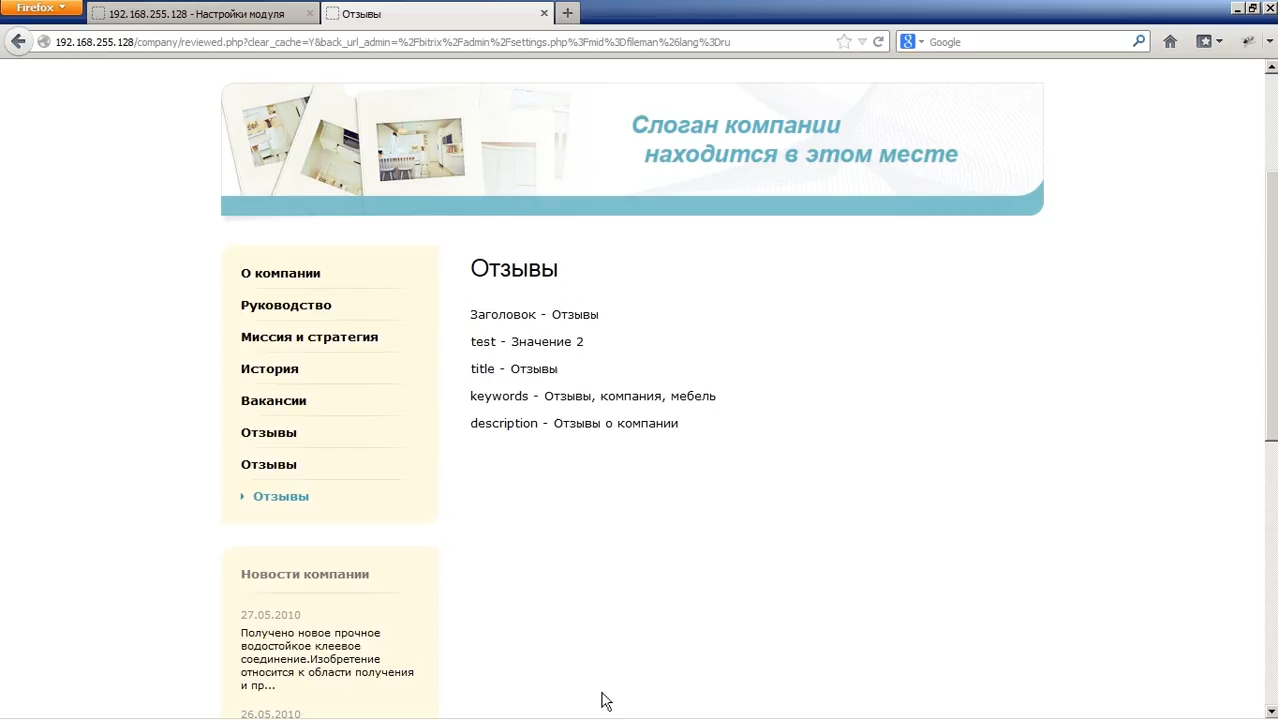 Firefox
192.168.255.128 - Настройки модуля
Отзывы
192.168.255.128/company/reviewed.php?clear_cache=Y&back_url_admin=%2Fbitrix%2Fadmin%2Fsettings.php%3Fmid%3Dfileman%26lang%3Dru
Google
Слоган компании
находится в этом месте
О компании
Руководство
Миссия и стратегия
История
Вакансии
Отзывы
Отзывы
Отзывы
Отзывы
Заголовок - Отзывы
test - Значение 2
title - Отзывы
keywords - Отзывы, компания, мебель
description - Отзывы о компании
Новости компании
27.05.2010
Получено новое прочное
водостойкое клеевое
соединение.Изобретение
относится к области получения
и пр...
26.05.2010